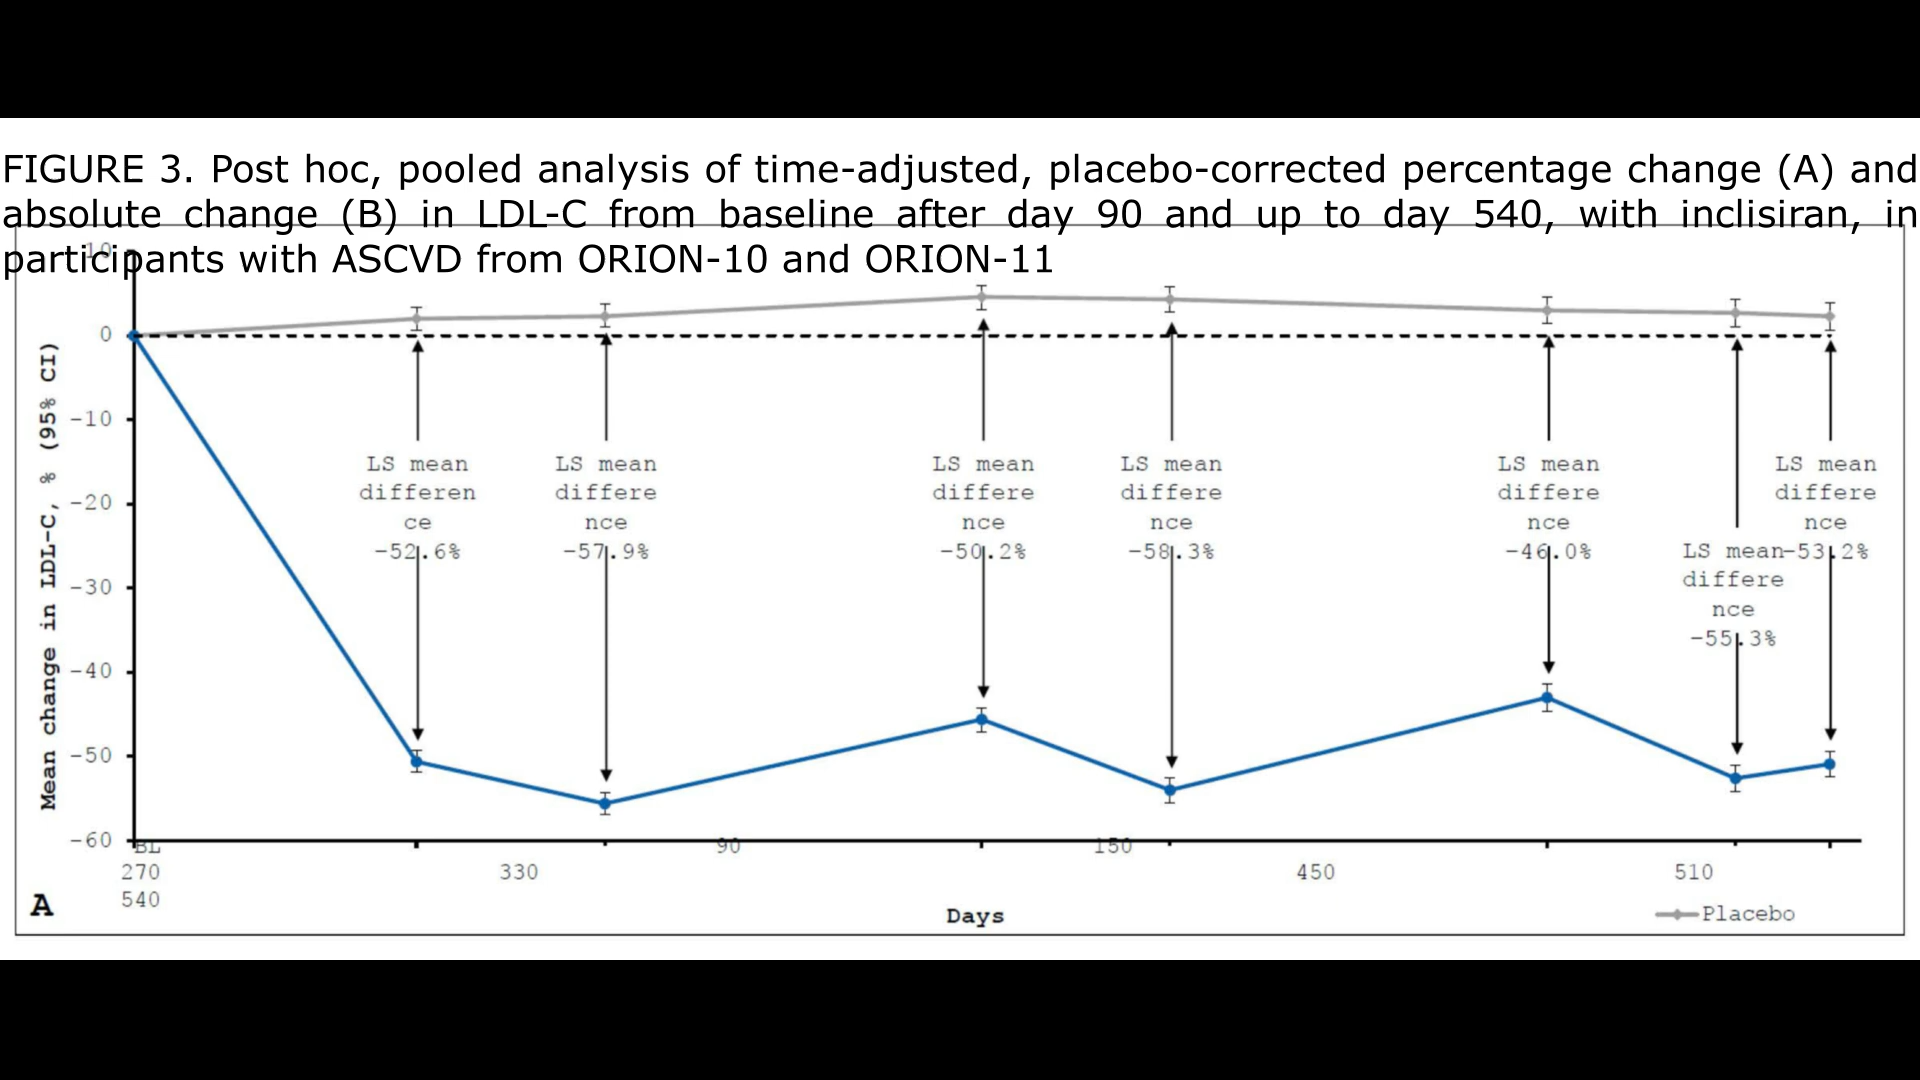 FIGURE 3. Post hoc, pooled analysis of time-adjusted, placebo-corrected percentage change (A) and
absolute change (B) in LDL-C from baseline after day 90 and up to day 540, with inclisiran, in
participants with ASCVD from ORION-10 and ORION-11
10
0
-10
-20
-30
-40
-50
-60
Mean change in LDL-C, % (95% CI)
LS mean
differen
ce
-52.6%
LS mean
differe
nce
-57.9%
LS mean
differe
nce
-50.2%
LS mean
differe
nce
-58.3%
LS mean
differe
nce
-46.0%
LS mean
differe
nce
-55.3%
LS mean
differe
nce
-53.2%
BL 90 150
270 330 450 510
540
A
Days
Placebo